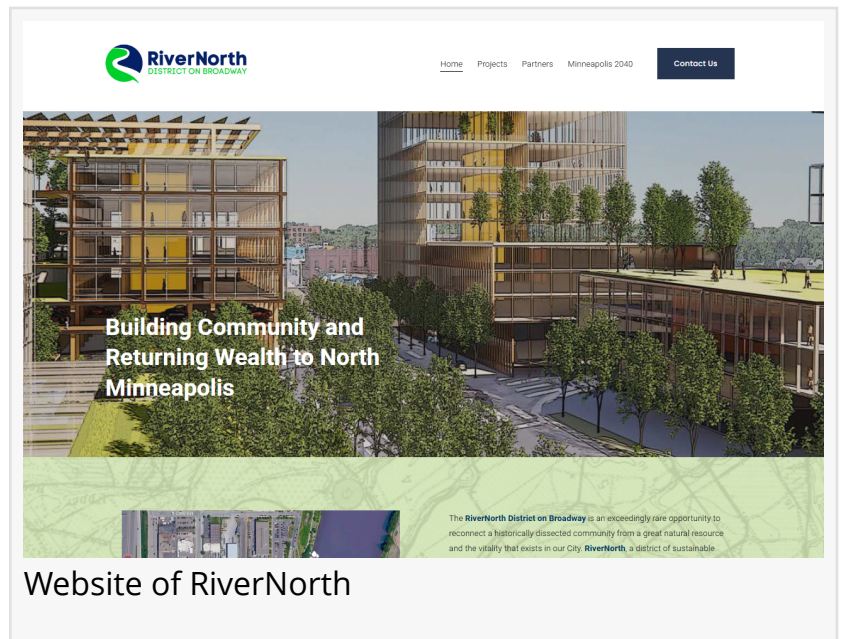 RiverNorth
DISTRICT ON BROADWAY
Home Projects Partners Minneapolis 2040 Contact Us
Building Community and
Returning Wealth to North
Minneapolis
The RiverNorth District on Broadway is an exceedingly rare opportunity to
reconnect a historically dissected community from a great natural resource
and the vitality that exists in our City. RiverNorth, a district of sustainable
Website of RiverNorth